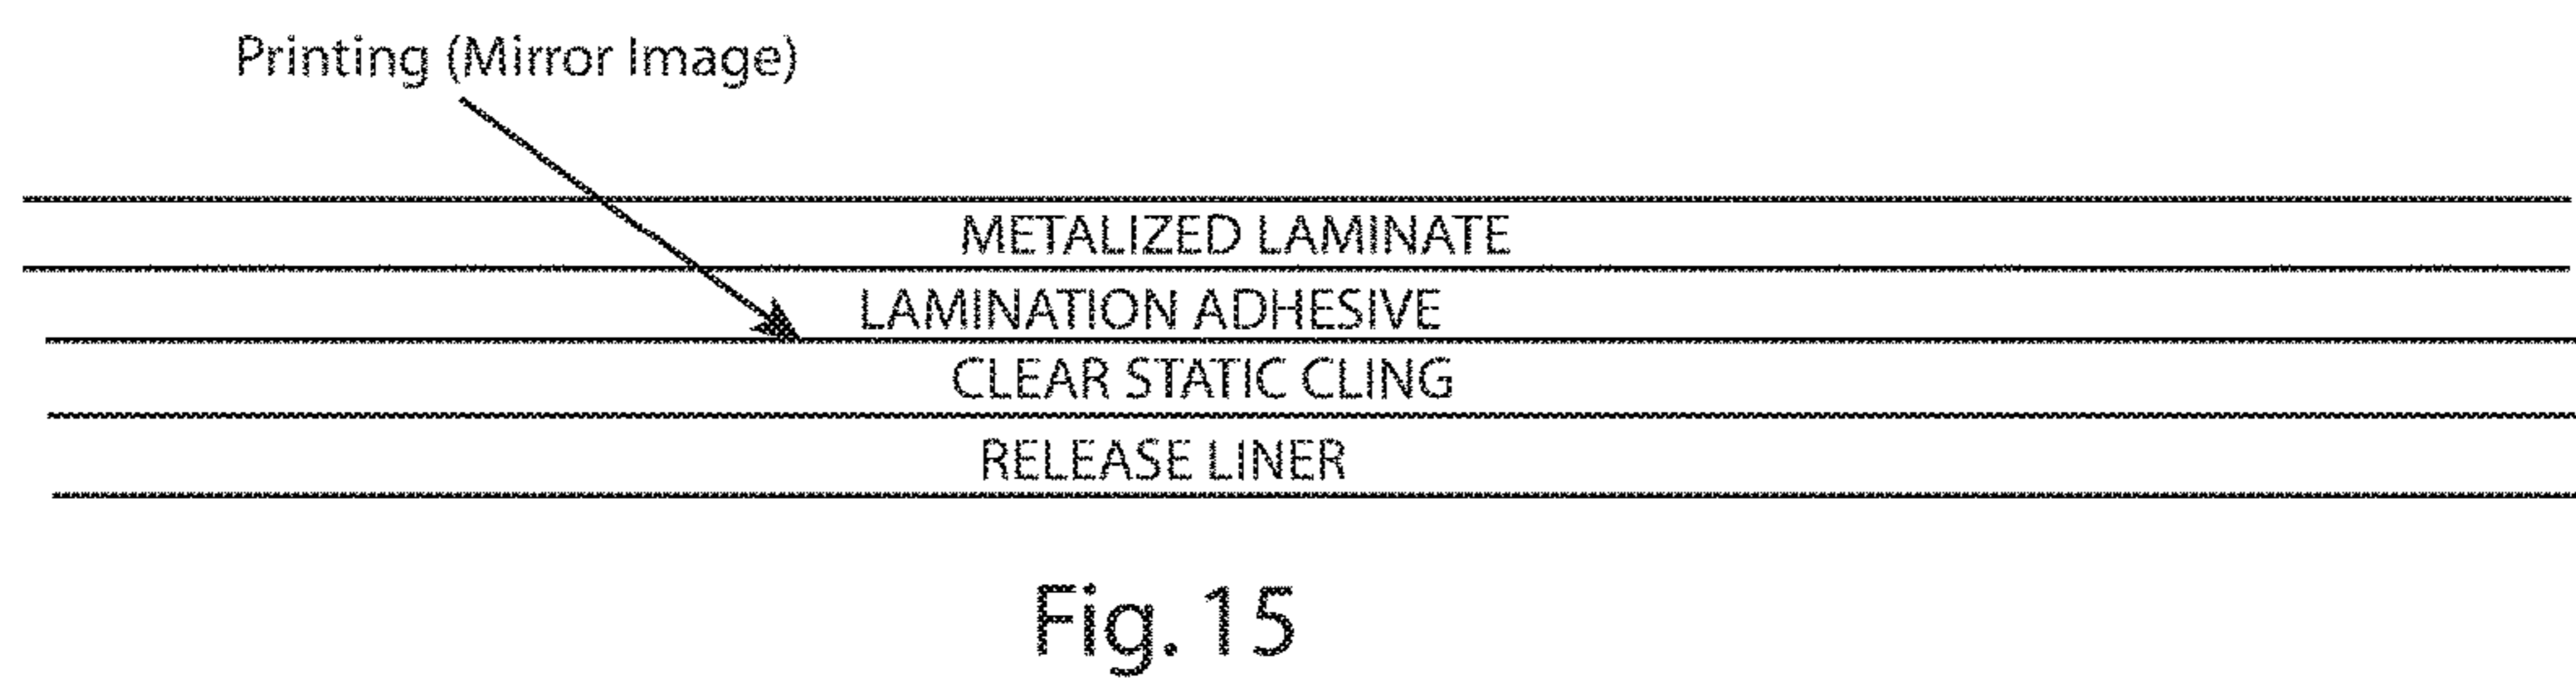 Printing (Mirror Image)
METALIZED LAMINATE
LAMINATION ADHESIVE
CLEAR STATIC CLING
RELEASE LINER
Fig. 15